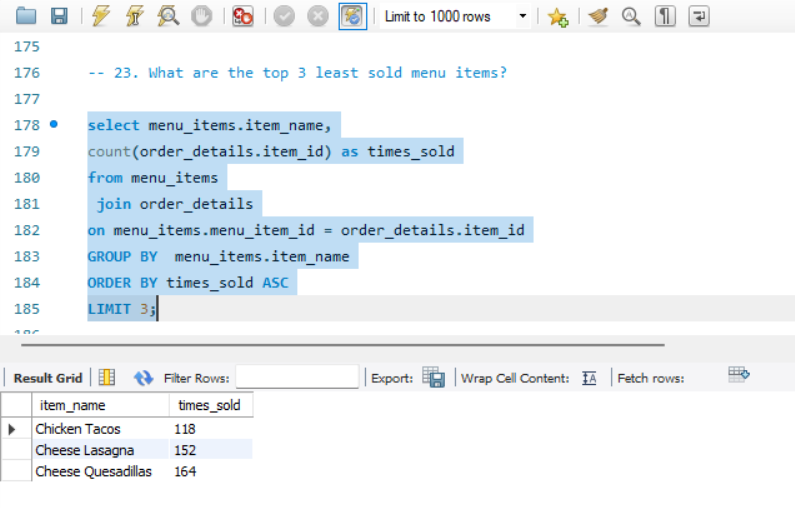 Limit to 1000 rows
175
176 -- 23. What are the top 3 least sold menu items?
177
178 select menu_items.item_name,
179 count(order_details.item_id) as times_sold
180 from menu_items
181 join order_details
182 on menu_items.menu_item_id = order_details.item_id
183 GROUP BY menu_items.item_name
184 ORDER BY times_sold ASC
185 LIMIT 3;
Result Grid Filter Rows: Export: Wrap Cell Content: IA Fetch rows:
item_name times_sold
Chicken Tacos 118
Cheese Lasagna 152
Cheese Quesadillas 164